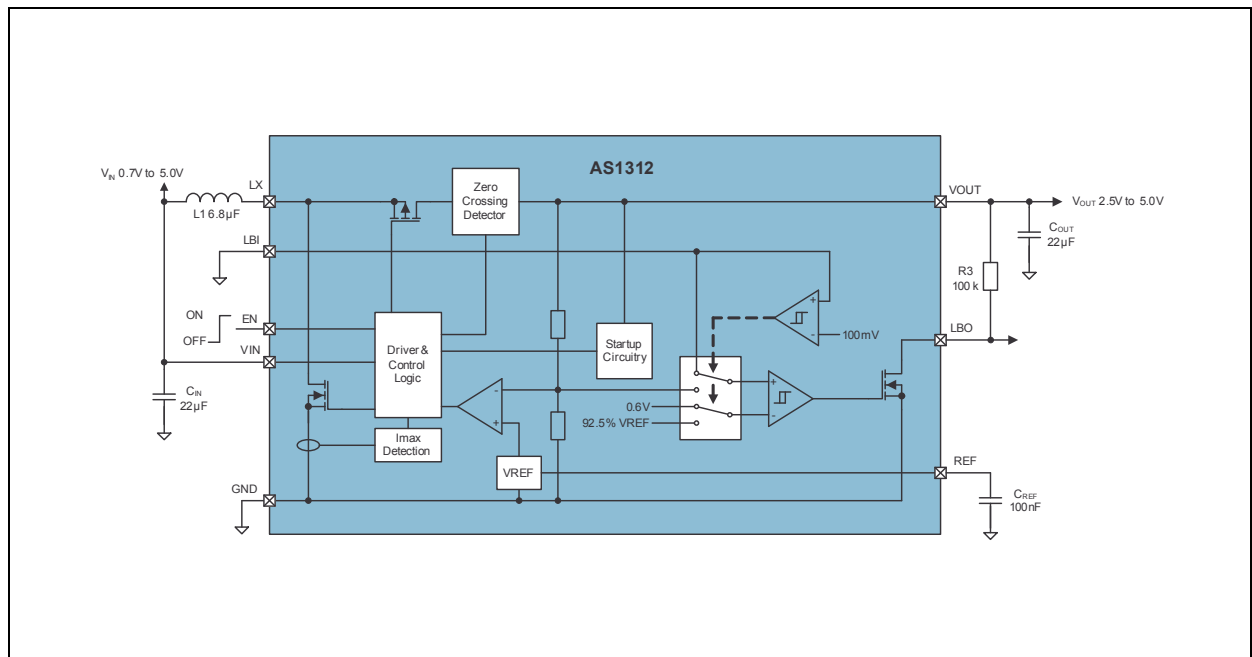 AS1312
VIN 0.7V to 5.0V
LX
L1 6.8µF
Zero
Crossing
Detector
VOUT
VOUT 2.5V to 5.0V
COUT
22µF
LBI
R3
100 k
ON
OFF
EN
VIN
Driver &
Control
Logic
Startup
Circuitry
+
-
100mV
LBO
CIN
22µF
-
+
0.6V
92.5% VREF
+
-
Imax
Detection
VREF
REF
GND
CREF
100nF